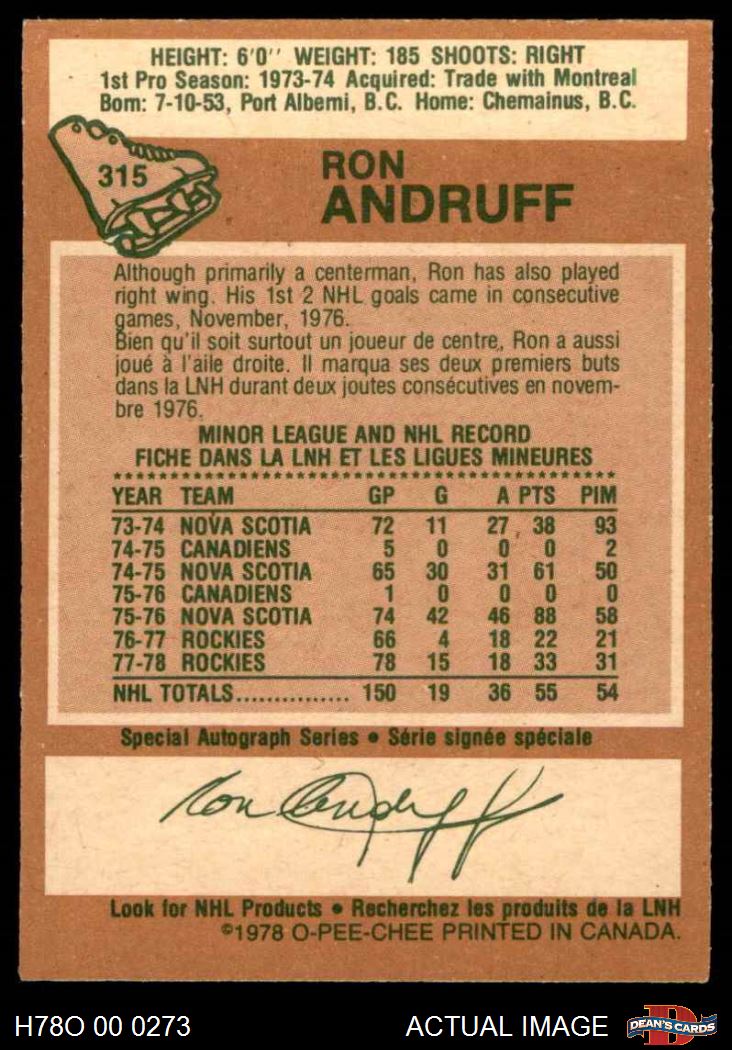 HEIGHT: 6'0'' WEIGHT: 185 SHOOTS: RIGHT
1st Pro Season: 1973-74 Acquired: Trade with Montreal
Born: 7-10-53, Port Alberni, B.C. Home: Chemainus, B.C.
315
RON
ANDRUFF
Although primarily a centerman, Ron has also played
right wing. His 1st 2 NHL goals came in consecutive
games, November, 1976.
Bien qu'il soit surtout un joueur de centre, Ron a aussi
joué à l'aile droite. Il marqua ses deux premiers buts
dans la LNH durant deux joutes consécutives en novem-
bre 1976.
MINOR LEAGUE AND NHL RECORD
FICHE DANS LA LNH ET LES LIGUES MINEURES
YEAR TEAM GP G A PTS PIM
73-74 NOVA SCOTIA 72 11 27 38 93
74-75 CANADIENS 5 0 0 0 2
74-75 NOVA SCOTIA 65 30 31 61 50
75-76 CANADIENS 1 0 0 0 0
75-76 NOVA SCOTIA 74 42 46 88 58
76-77 ROCKIES 66 4 18 22 21
77-78 ROCKIES 78 15 18 33 31
NHL TOTALS................ 150 19 36 55 54
Special Autograph Series • Série signée spéciale
Ron Andruff
Look for NHL Products • Recherchez les produits de la LNH
©1978 O-PEE-CHEE PRINTED IN CANADA.
H78O 00 0273 ACTUAL IMAGE DEAN'S CARDS